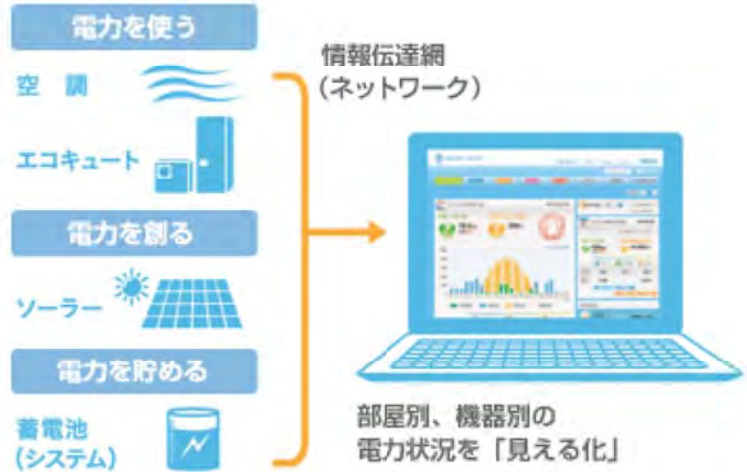 電力を使う
空 調
エコキュート
電力を創る
ソーラー
電力を貯める
蓄電池
(システム)
情報伝達網
(ネットワーク)
部屋別、機器別の
電力状況を「見える化」